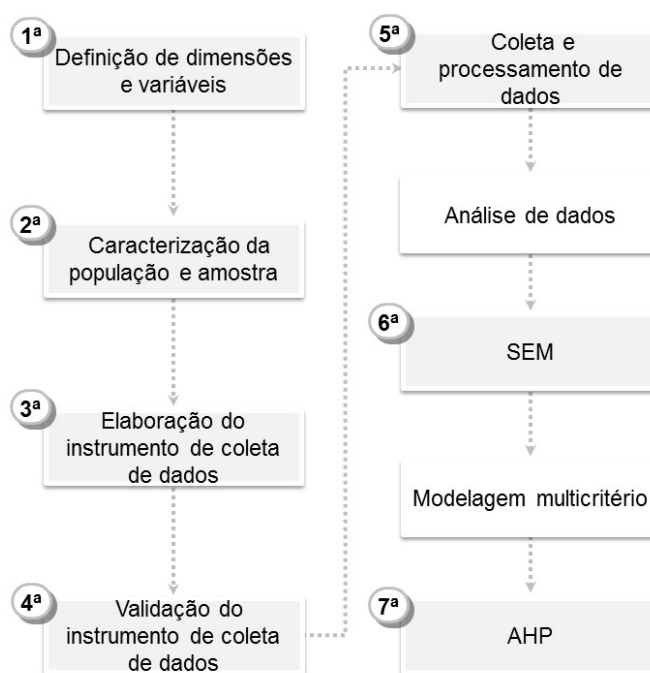 1ª
Definição de dimensões
e variáveis
2ª
Caracterização da
população e amostra
3ª
Elaboração do
instrumento de coleta
de dados
4ª
Validação do
instrumento de coleta
de dados
5ª
Coleta e
processamento de
dados
Análise de dados
6ª
SEM
Modelagem multicritério
7ª
AHP